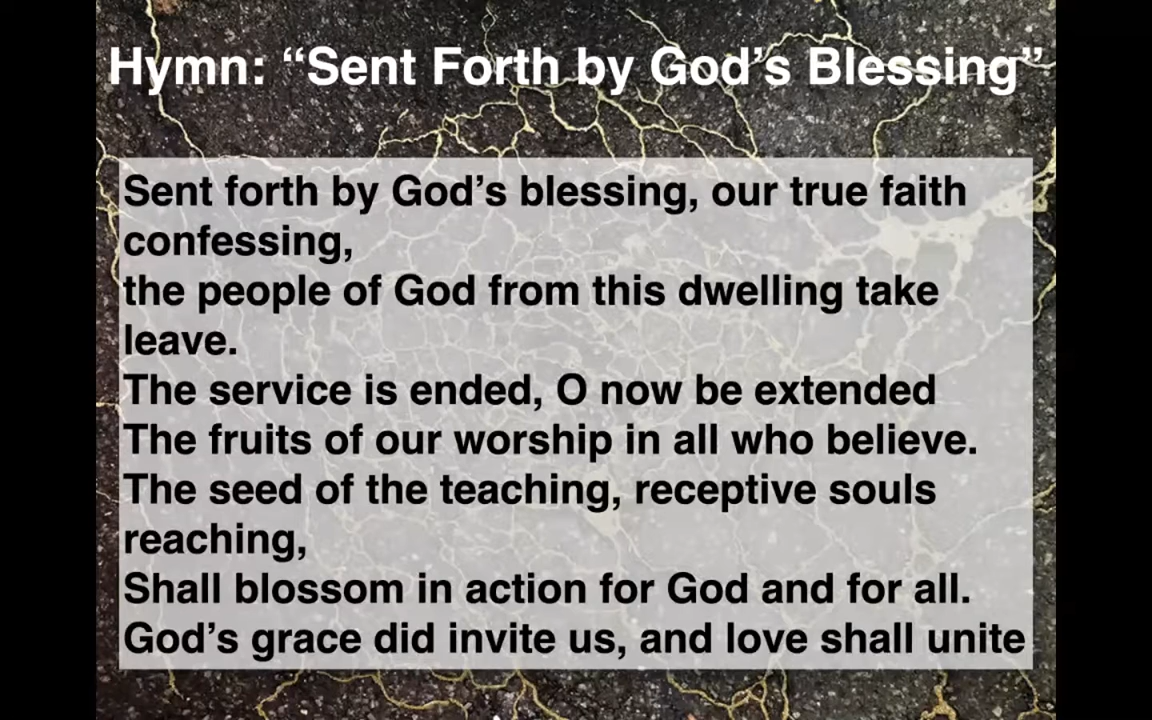 Hymn: “Sent Forth by God’s Blessing”
Sent forth by God’s blessing, our true faith
confessing,
the people of God from this dwelling take
leave.
The service is ended, O now be extended
The fruits of our worship in all who believe.
The seed of the teaching, receptive souls
reaching,
Shall blossom in action for God and for all.
God’s grace did invite us, and love shall unite